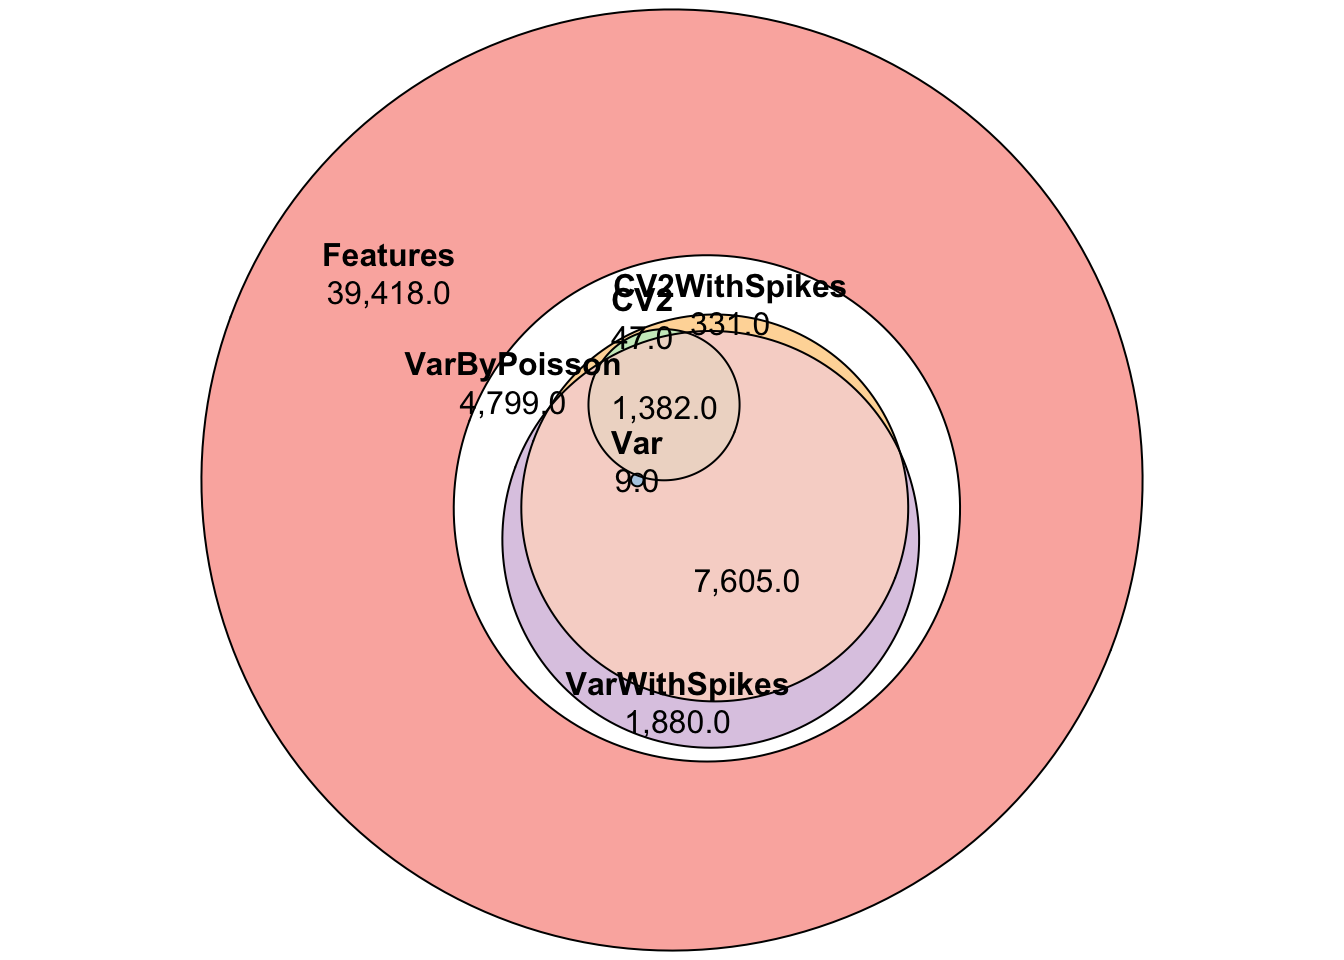 Features
39,418.0
CV2WithSpikes
331.0
CV2
47.0
VarByPoisson
4,799.0
1,382.0
Var
9.0
7,605.0
VarWithSpikes
1,880.0